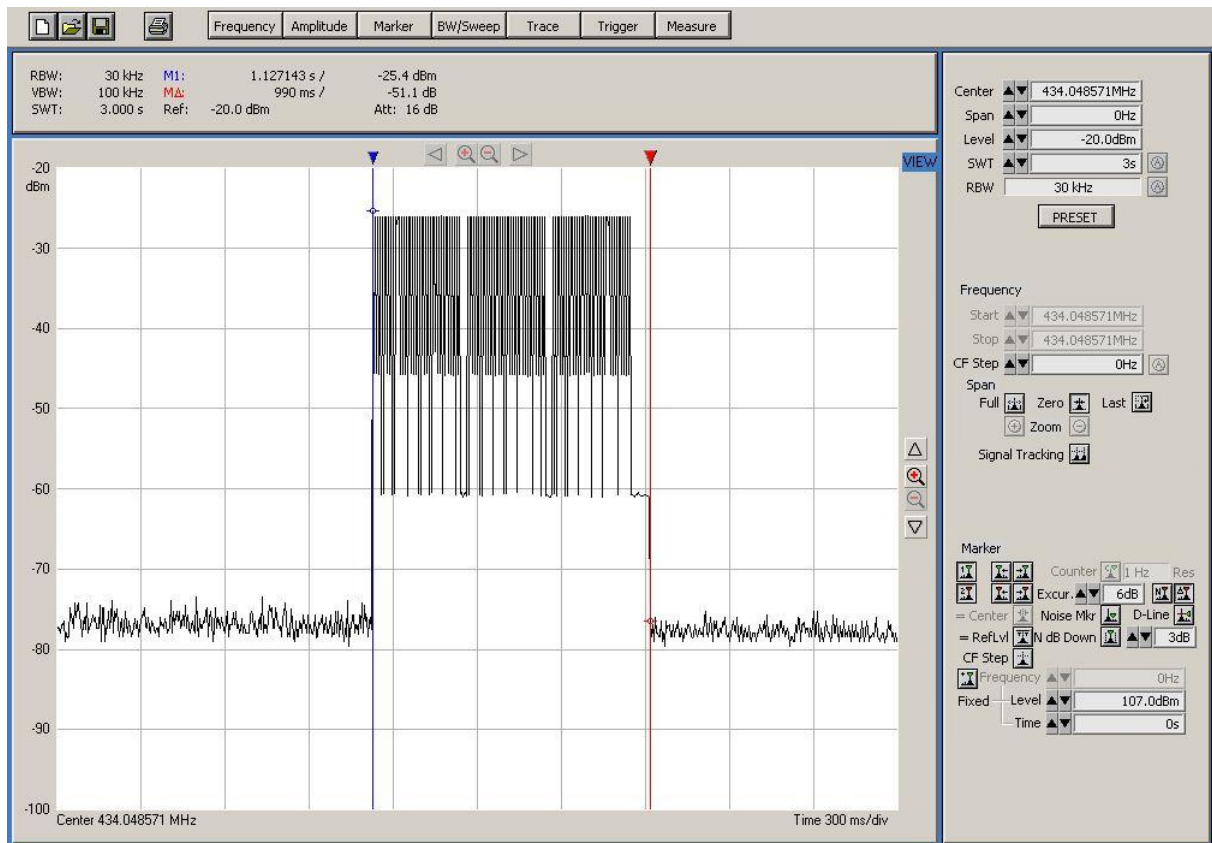 Frequency Amplitude Marker BW/Sweep Trace Trigger Measure
RBW: 30 kHz M1: 1.127143 s / -25.4 dBm
VBW: 100 kHz MΔ: 990 ms / -51.1 dB
SWT: 3.000 s Ref: -20.0 dBm Att: 16 dB
VIEW
-20
dBm
-30
-40
-50
-60
-70
-80
-90
-100
Center 434.048571 MHz Time 300 ms/div
Center 434.048571MHz
Span 0Hz
Level -20.0dBm
SWT 3s
RBW 30 kHz
PRESET
Frequency
Start 434.048571MHz
Stop 434.048571MHz
CF Step 0Hz
Span
Full Zero Last
Zoom
Signal Tracking
Marker
Counter 1 Hz Res
Excur. 6dB
= Center Noise Mkr D-Line
= RefLvl N dB Down 3dB
CF Step
Frequency 0Hz
Fixed Level 107.0dBm
Time 0s